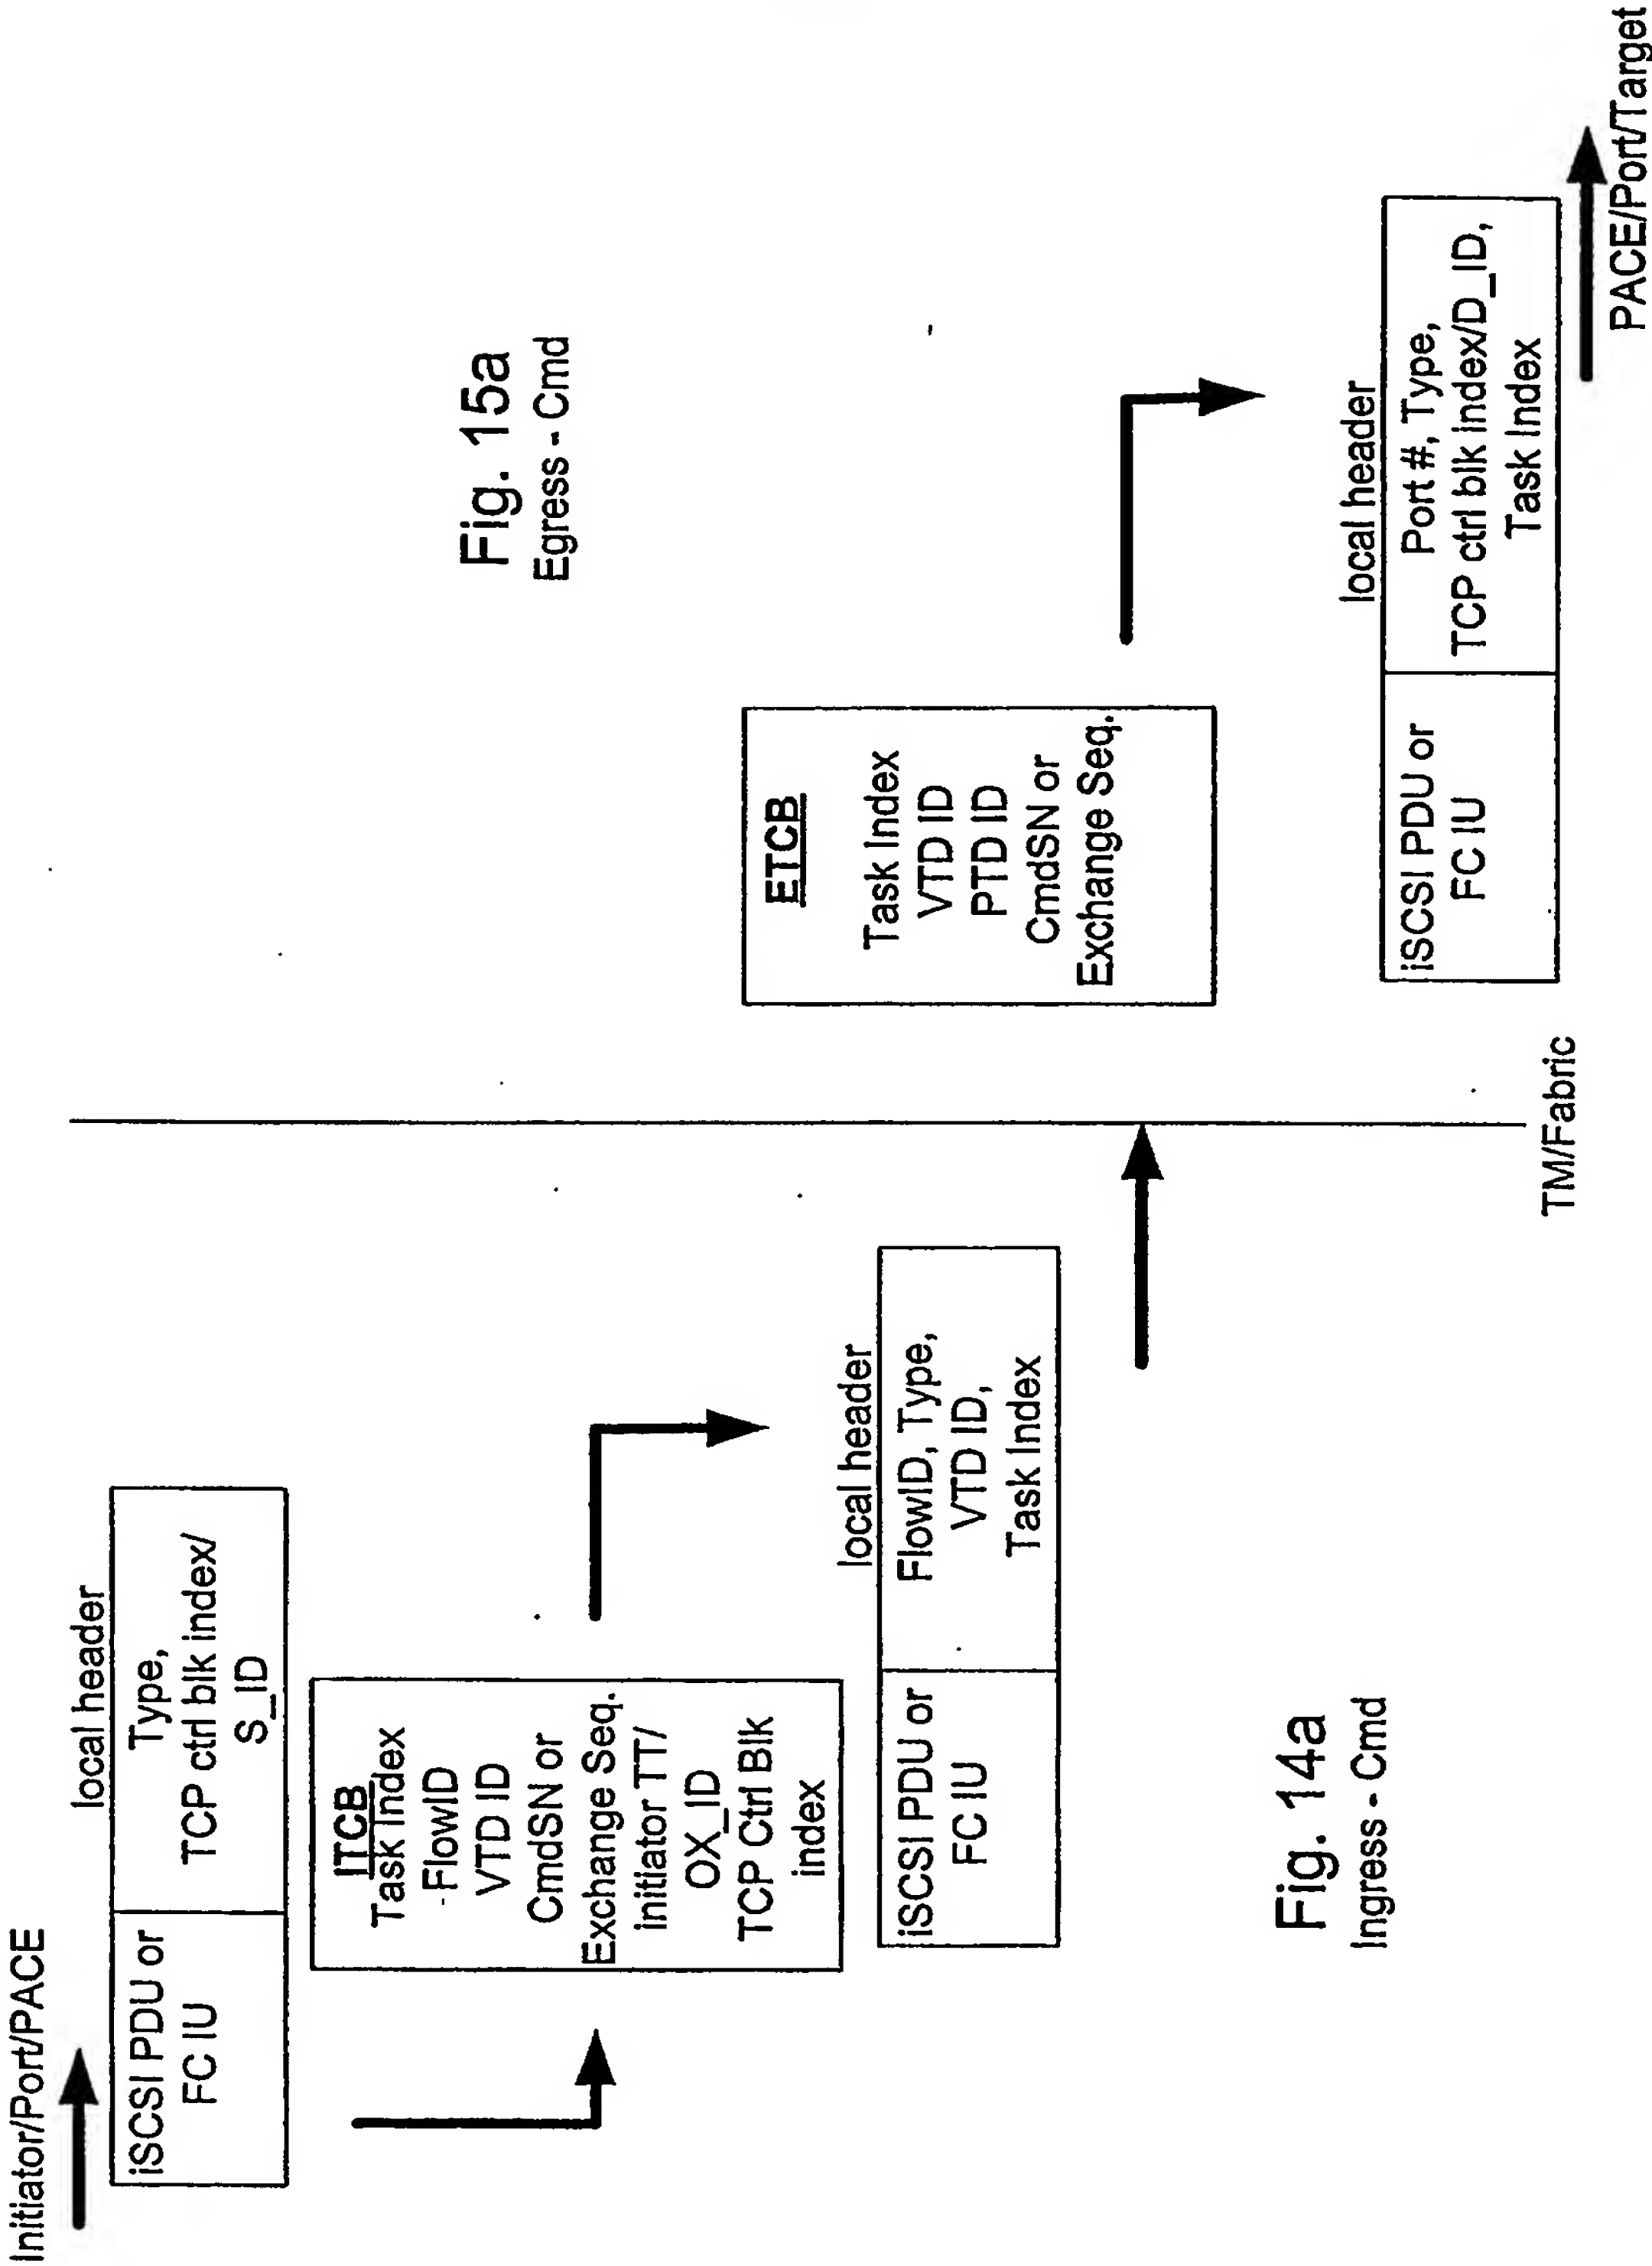 Initiator/Port/PACE
local header
iSCSI PDU or
FC IU
Type,
TCP ctrl blk index/
S_ID
ITCB
Task Index
FlowID
VTD ID
CmdSN or
Exchange Seq.
initiator TT/
OX_ID
TCP Ctrl Blk
index
local header
iSCSI PDU or
FC IU
FlowID, Type,
VTD ID,
Task Index
Fig. 14a
Ingress - Cmd
TM/Fabric
Fig. 15a
Egress - Cmd
ETCB
Task Index
VTD ID
PTD ID
CmdSN or
Exchange Seq.
local header
iSCSI PDU or
FC IU
Port #, Type,
TCP ctrl blk Index/D_ID,
Task Index
PACE/Port/Target